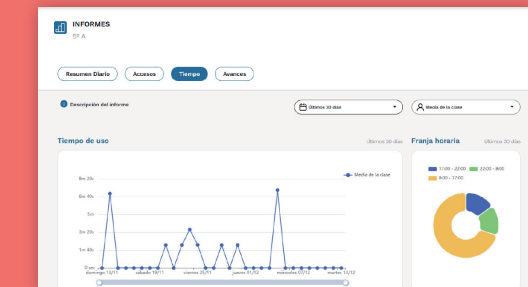 INFORMES
5º A
Resumen Diario
Accesos
Tiempo
Avances
Descripción del informe
Últimos 30 días
Media de la clase
Tiempo de uso
Últimos 30 días
Franja horaria
Últimos 30 días
Media de la clase
17:00 - 20:00
20:00 - 8:00
8:00 - 17:00
8m 20s
6m 40s
5m
3m 20s
1m 40s
0 sec
domingo 15/11
sábado 19/11
viernes 25/11
jueves 01/12
miércoles 07/12
martes 13/12